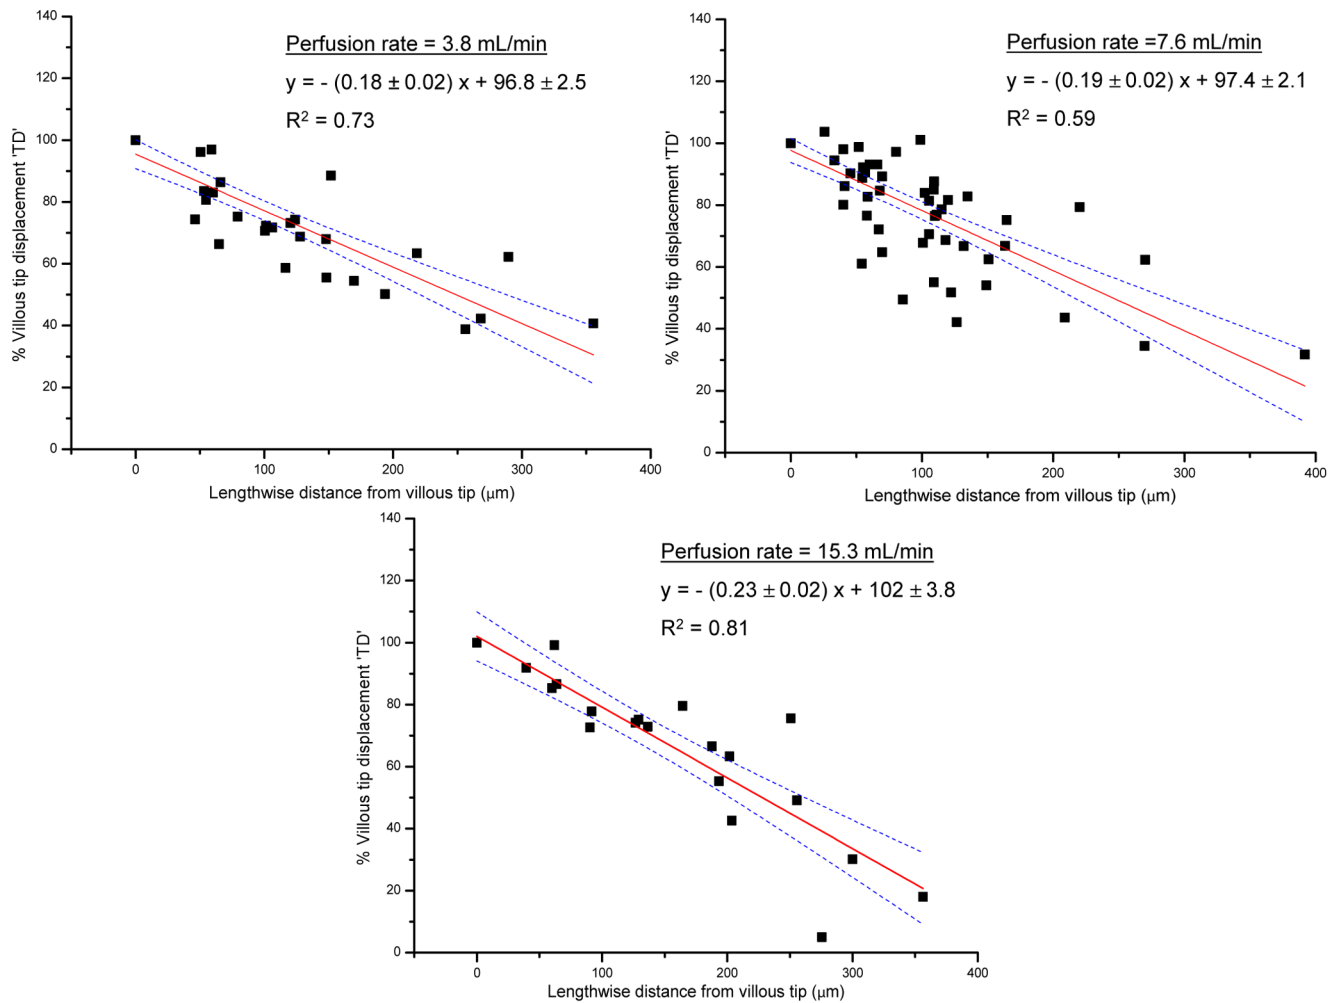 Perfusion rate = 3.8 mL/min
y = - (0.18 ± 0.02) x + 96.8 ± 2.5
R² = 0.73
% Villous tip displacement 'TD'
140
120
100
80
60
40
20
0
0 100 200 300 400
Lengthwise distance from villous tip (μm)
Perfusion rate =7.6 mL/min
y = - (0.19 ± 0.02) x + 97.4 ± 2.1
R² = 0.59
% Villous tip displacement 'TD'
140
120
100
80
60
40
20
0
0 100 200 300 400
Lengthwise distance from villous tip (μm)
Perfusion rate = 15.3 mL/min
y = - (0.23 ± 0.02) x + 102 ± 3.8
R² = 0.81
% Villous tip displacement 'TD'
140
120
100
80
60
40
20
0
0 100 200 300 400
Lengthwise distance from villous tip (μm)